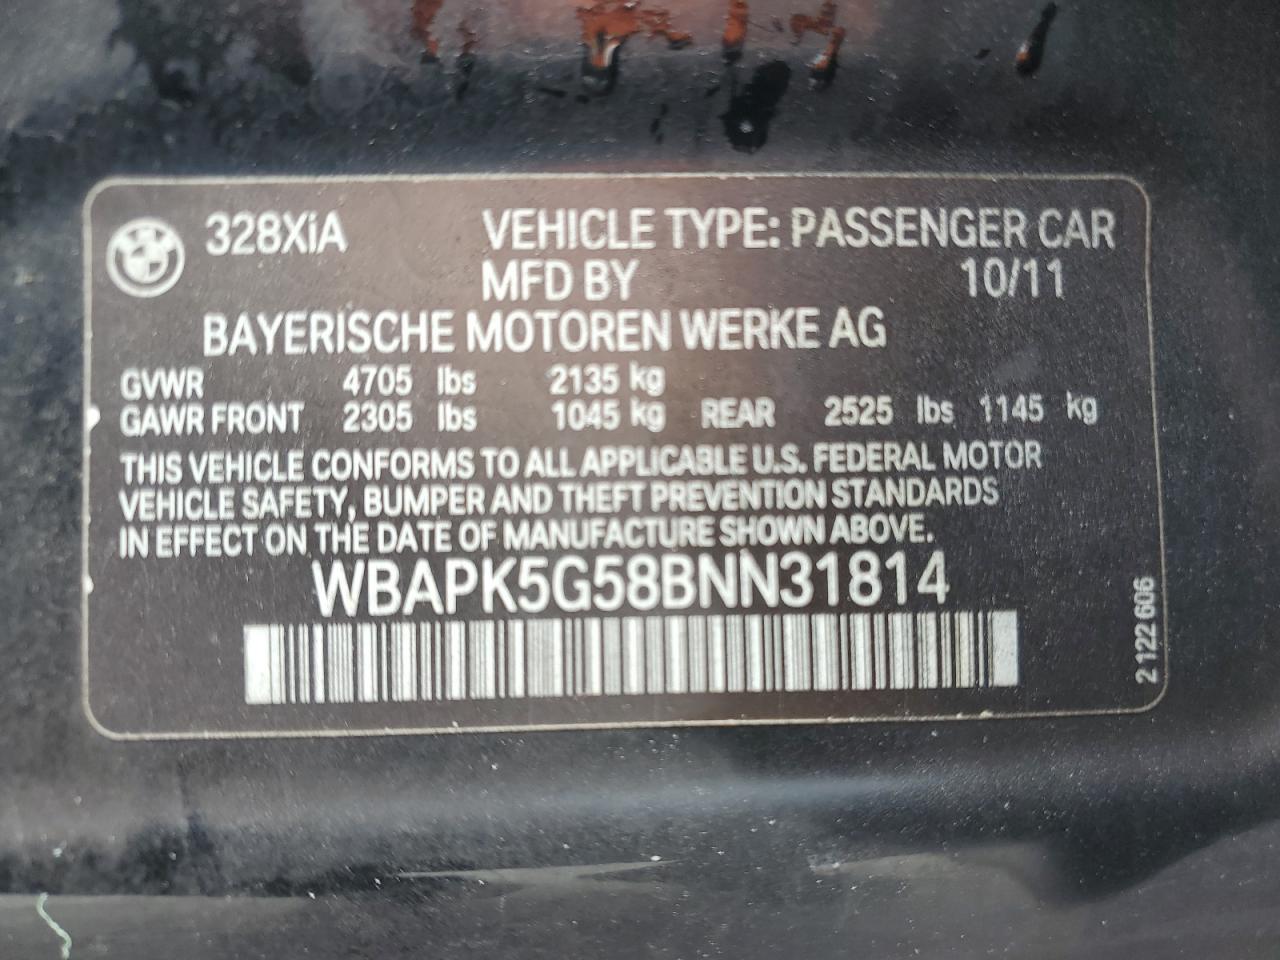 328XiA VEHICLE TYPE: PASSENGER CAR
MFD BY 10/11
BAYERISCHE MOTOREN WERKE AG
GVWR 4705 lbs 2135 kg
GAWR FRONT 2305 lbs 1045 kg REAR 2525 lbs 1145 kg
THIS VEHICLE CONFORMS TO ALL APPLICABLE U.S. FEDERAL MOTOR
VEHICLE SAFETY, BUMPER AND THEFT PREVENTION STANDARDS
IN EFFECT ON THE DATE OF MANUFACTURE SHOWN ABOVE.
WBAPK5G58BNN31814
2 122 606